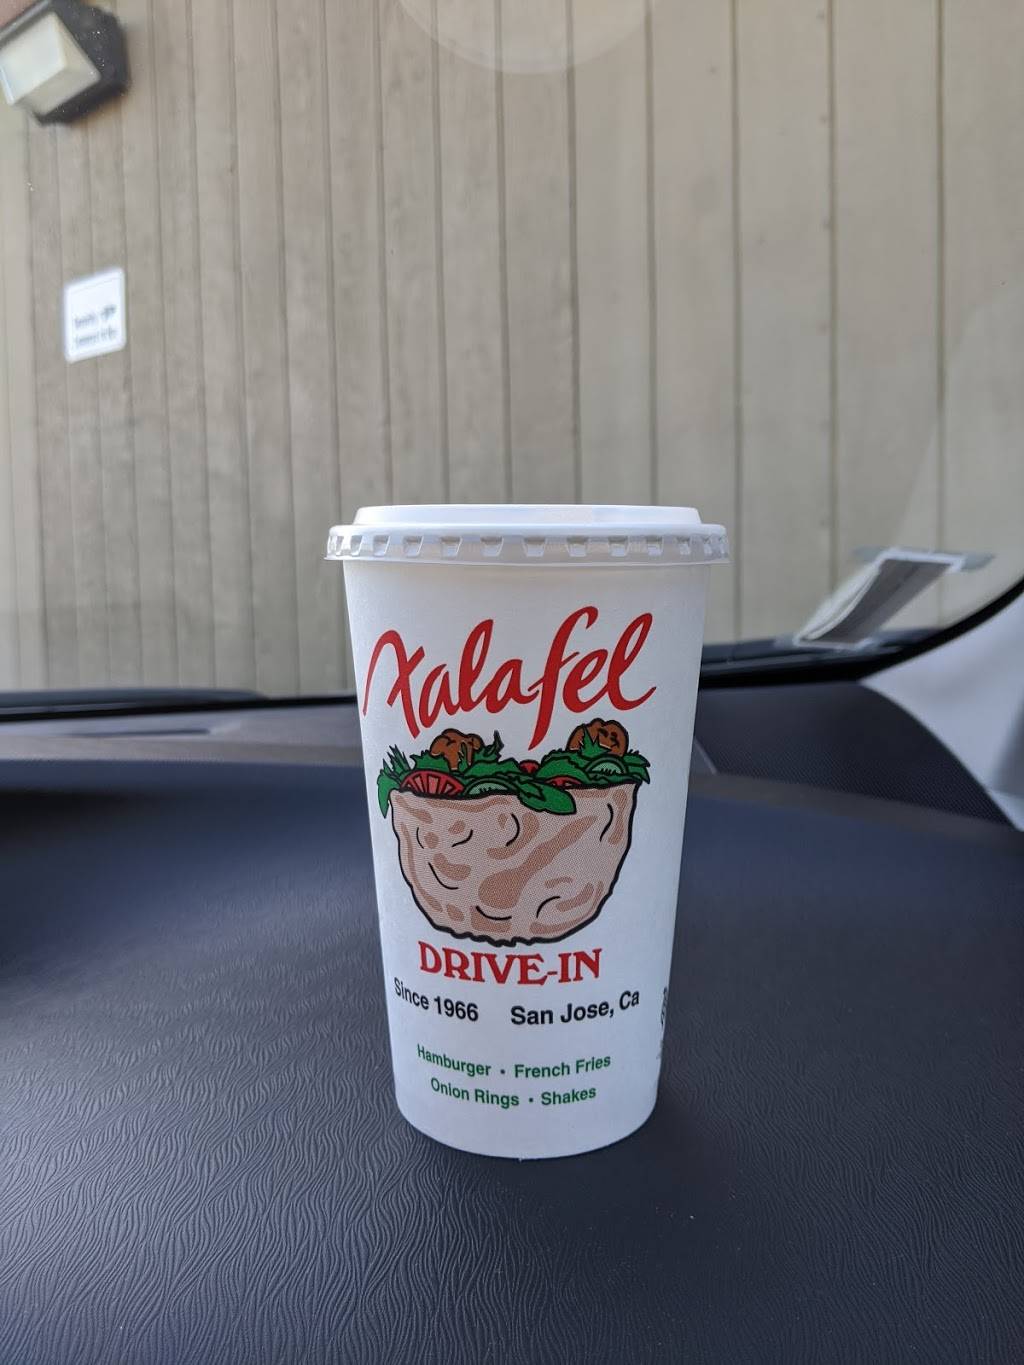 Falafel
DRIVE-IN
Since 1966 San Jose, Ca
Hamburger • French Fries
Onion Rings • Shakes